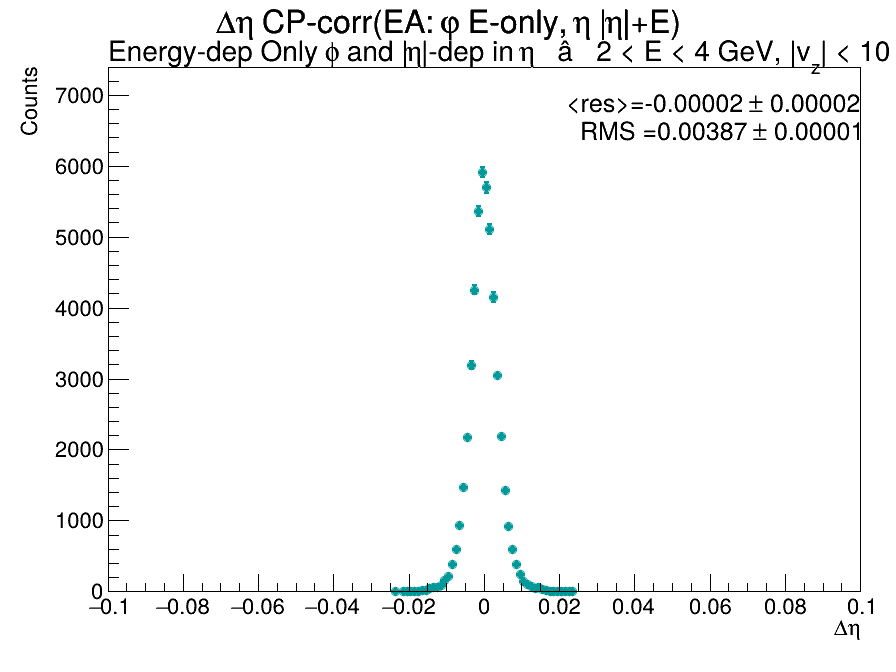 Δη CP-corr(EA: φ E-only, η |η|+E)
Energy-dep Only ϕ and |η|-dep in η â 2 < E < 4 GeV, |v_z| < 10
Counts
<res>=-0.00002 ± 0.00002
RMS =0.00387 ± 0.00001
7000
6000
5000
4000
3000
2000
1000
0
−0.1 −0.08 −0.06 −0.04 −0.02 0 0.02 0.04 0.06 0.08 0.1
Δη